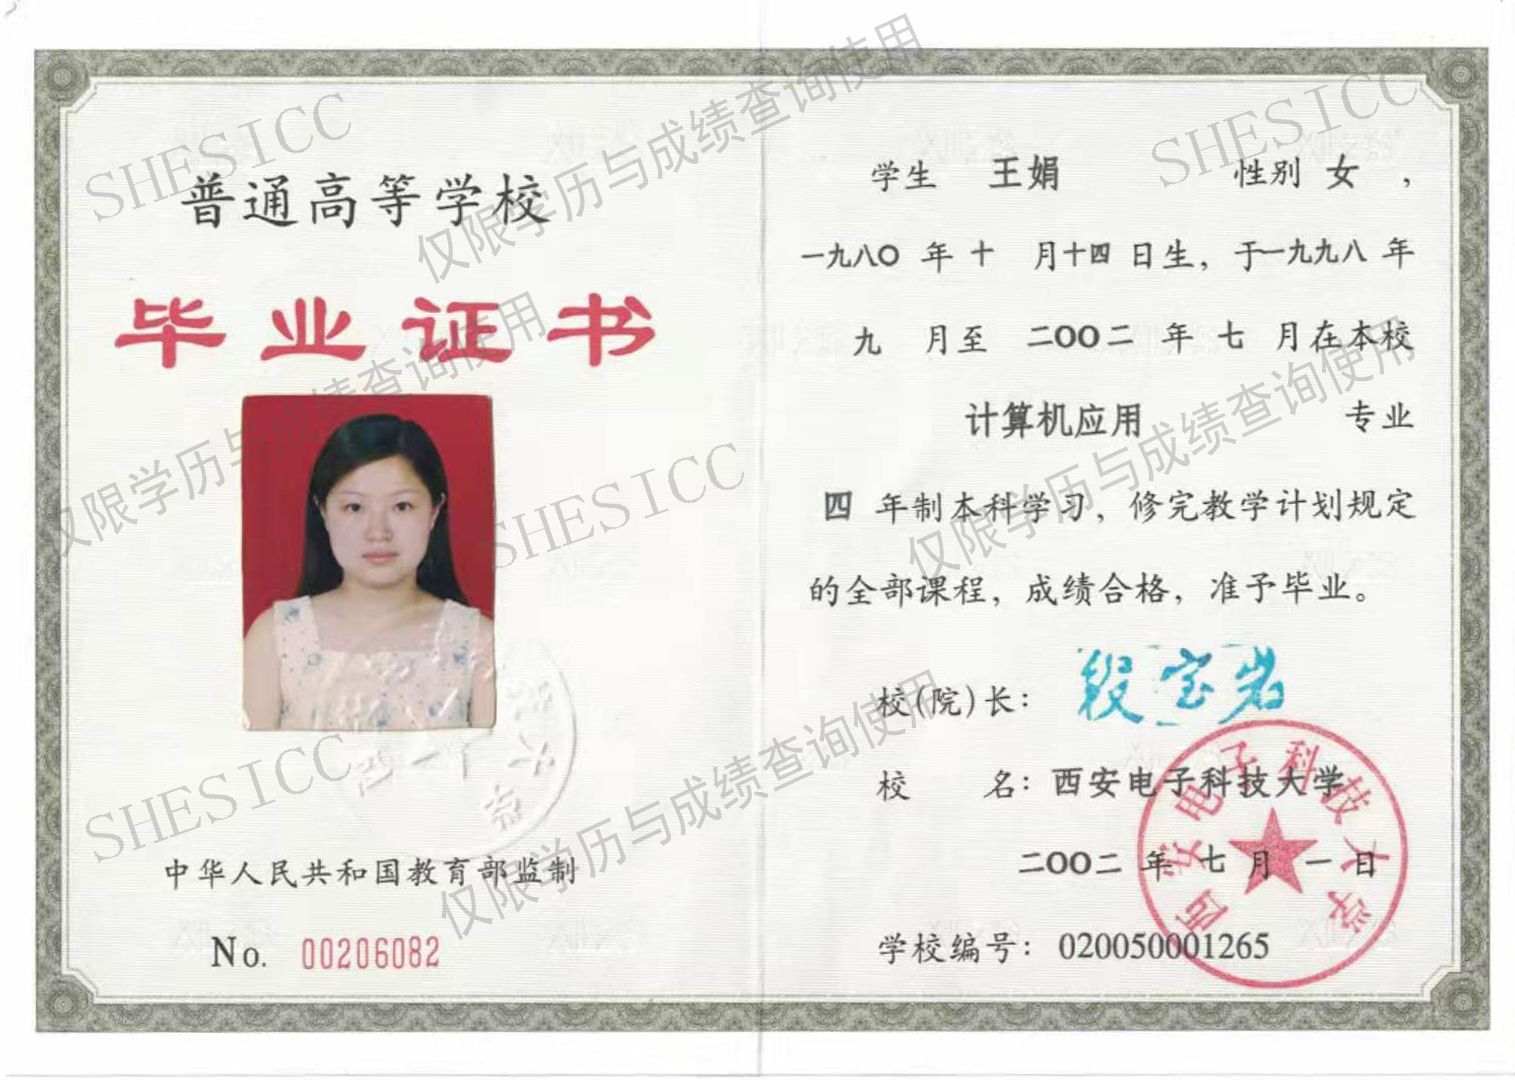 普通高等学校
毕业证书
中华人民共和国教育部监制
No. 00206082
学生 王娟 性别 女 ，
一九八〇 年 十 月十四 日生，于一九九八 年
九 月至 二〇〇二 年 七 月在本校
计算机应用 专业
四 年制本科学习，修完教学计划规定
的全部课程，成绩合格，准予毕业。
校(院)长：
校 名：西安电子科技大学
二〇〇二 年 七 月 一 日
学校编号：020050001265
西安电子科技大学
SHESICC
仅限学历与成绩查询使用
SHESICC
仅限学历与成绩查询使用
SHESICC
仅限学历与成绩查询使用
SHESICC
仅限学历与成绩查询使用